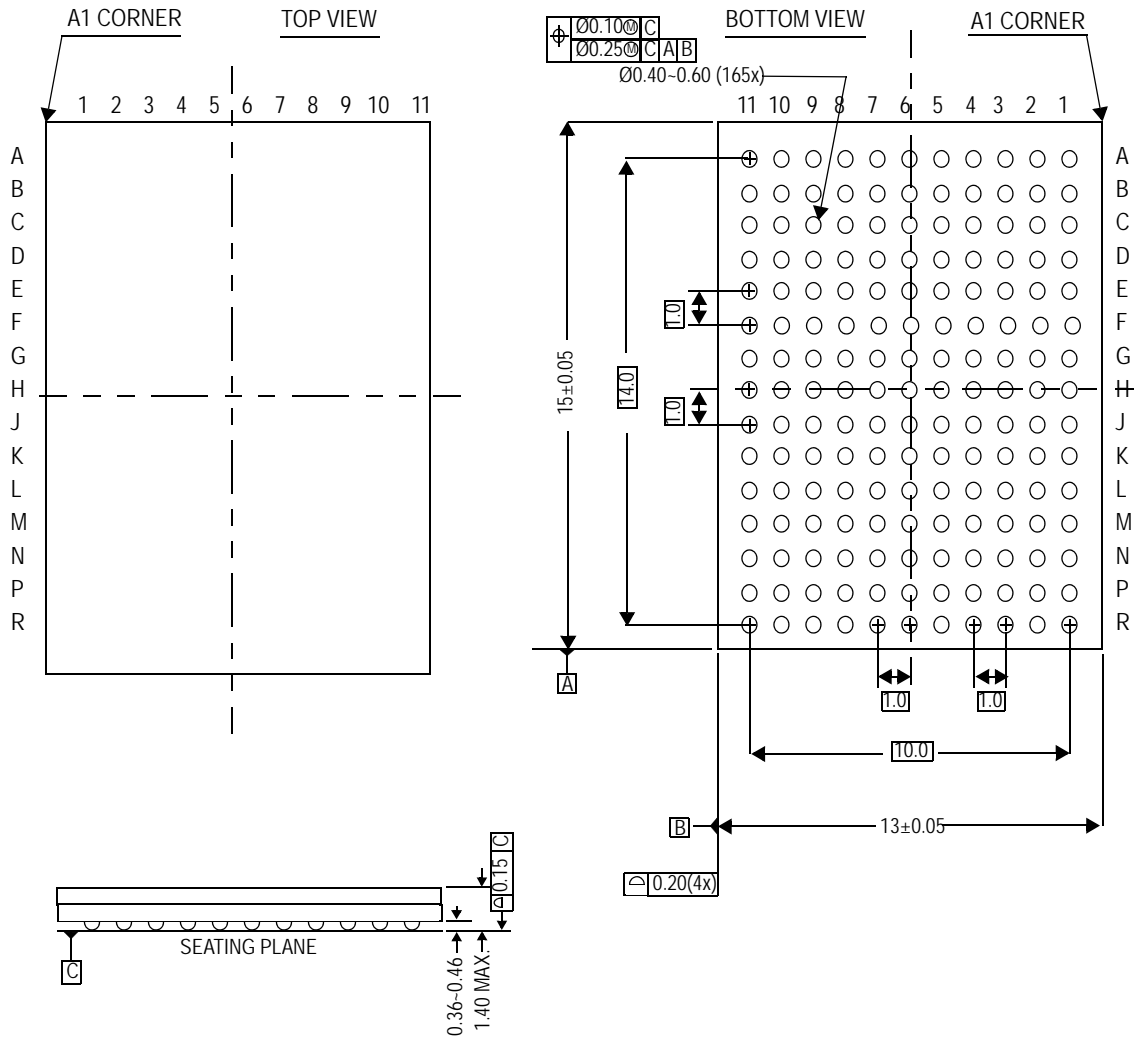 A1 CORNER
TOP VIEW
1 2 3 4 5 6 7 8 9 10 11
A
B
C
D
E
F
G
H
J
K
L
M
N
P
R
Ø0.10Ⓜ C
Ø0.25Ⓜ C A B
Ø0.40~0.60 (165x)
BOTTOM VIEW
A1 CORNER
11 10 9 8 7 6 5 4 3 2 1
A
B
C
D
E
F
G
H
J
K
L
M
N
P
R
1.0
1.0
15±0.05
14.0
A
1.0
1.0
10.0
B
13±0.05
0.20(4x)
0.15 C
SEATING PLANE
C
0.36~0.46
1.40 MAX.